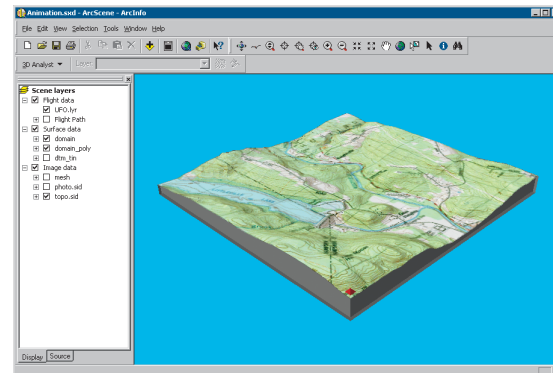 Animation.sxd - ArcScene - ArcInfo
File Edit View Selection Tools Window Help
3D Analyst Layer
Scene layers
Flight data
UFO.lyr
Flight Path
Surface data
domain
domain_poly
dtm_tin
Image data
mesh
photo.sid
topo.sid
Display Source